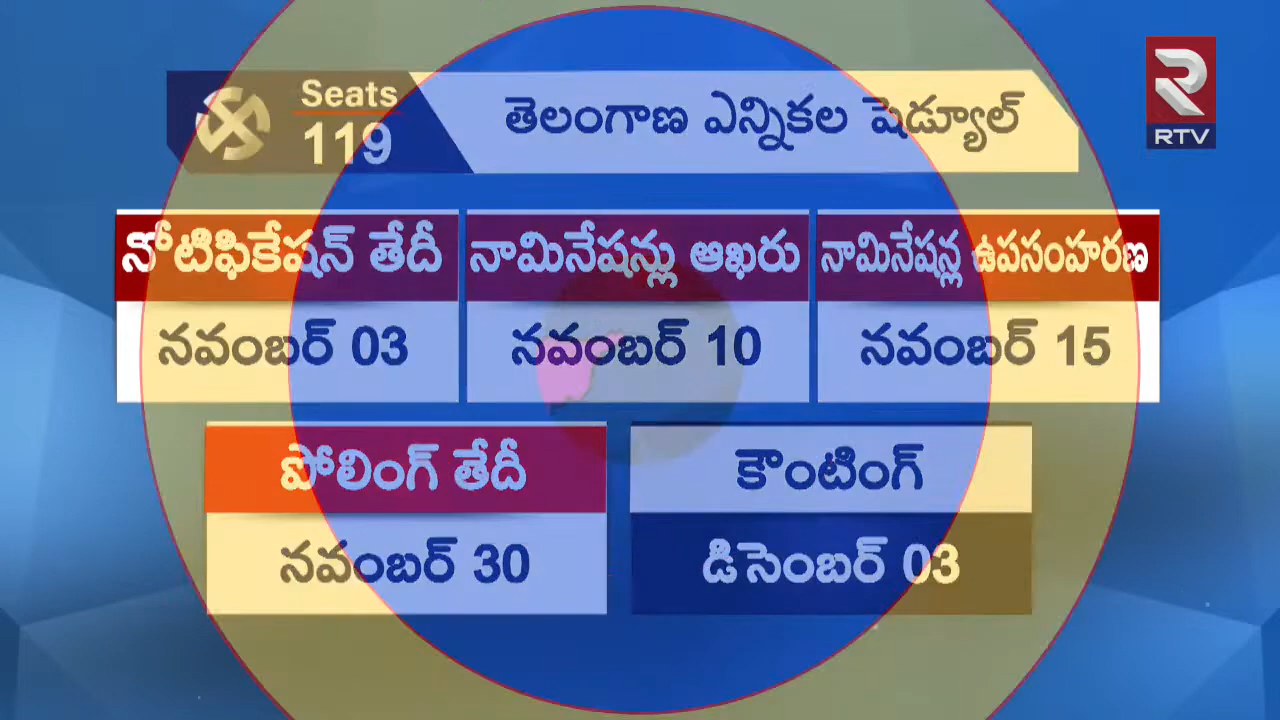 Seats
119
తెలంగాణ ఎన్నికల షెడ్యూల్
RTV
నోటిఫికేషన్ తేదీ
నామినేషన్లు ఆఖరు
నామినేషన్ల ఉపసంహరణ
నవంబర్ 03
నవంబర్ 10
నవంబర్ 15
పోలింగ్ తేదీ
కౌంటింగ్
నవంబర్ 30
డిసెంబర్ 03